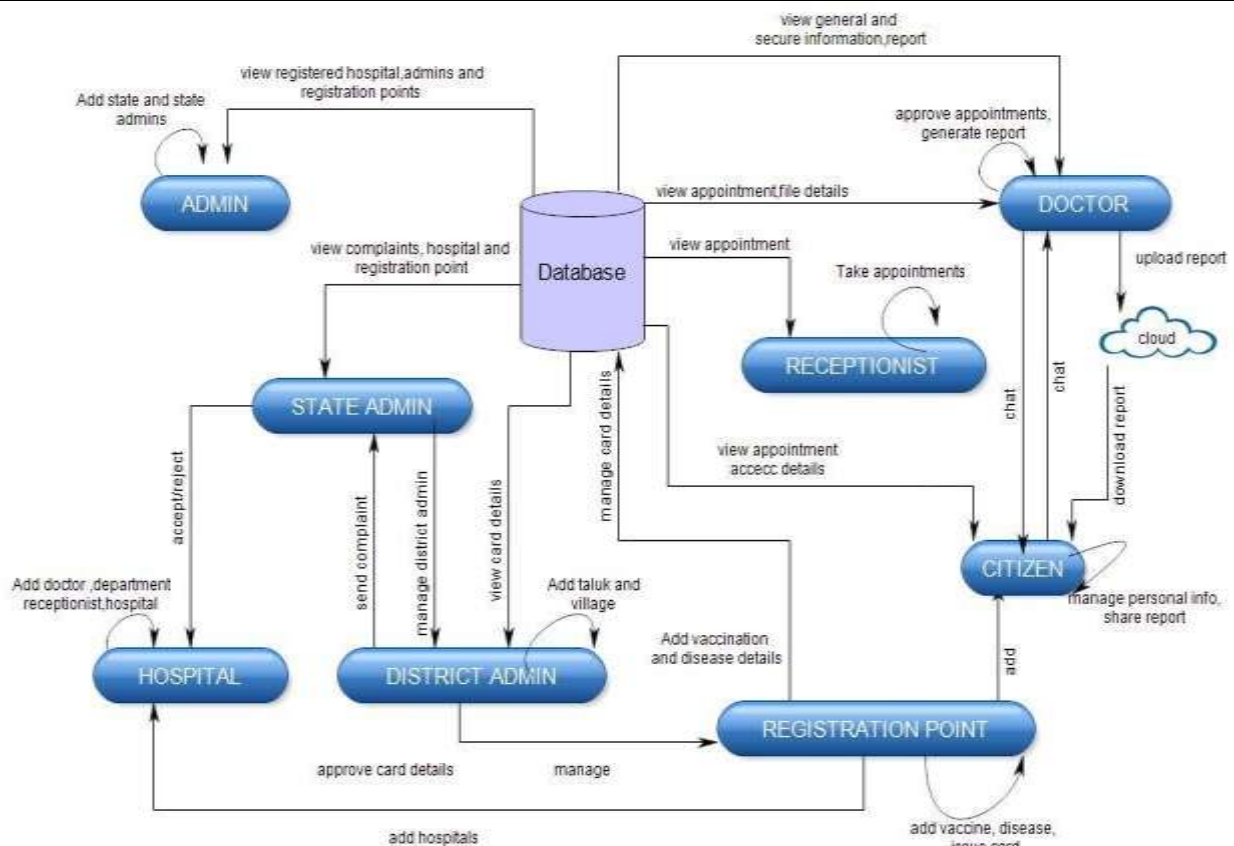 view general and
secure information,report
view registered hospital,admins and
registration points
Add state and state
admins
approve appointments,
generate report
ADMIN
view appointment,file details
DOCTOR
view complaints, hospital and
registration point
view appointment
Database
Take appointments
upload report
cloud
RECEPTIONIST
STATE ADMIN
chat
chat
download report
manage card details
view appointment
accecc details
accept/reject
send complaint
manage district admin
view card details
CITIZEN
Add doctor ,department
receptionist,hospital
Add taluk and
village
manage personal info,
share report
Add vaccination
and disease details
add
HOSPITAL
DISTRICT ADMIN
REGISTRATION POINT
approve card details
manage
add hospitals
add vaccine, disease,
issue card